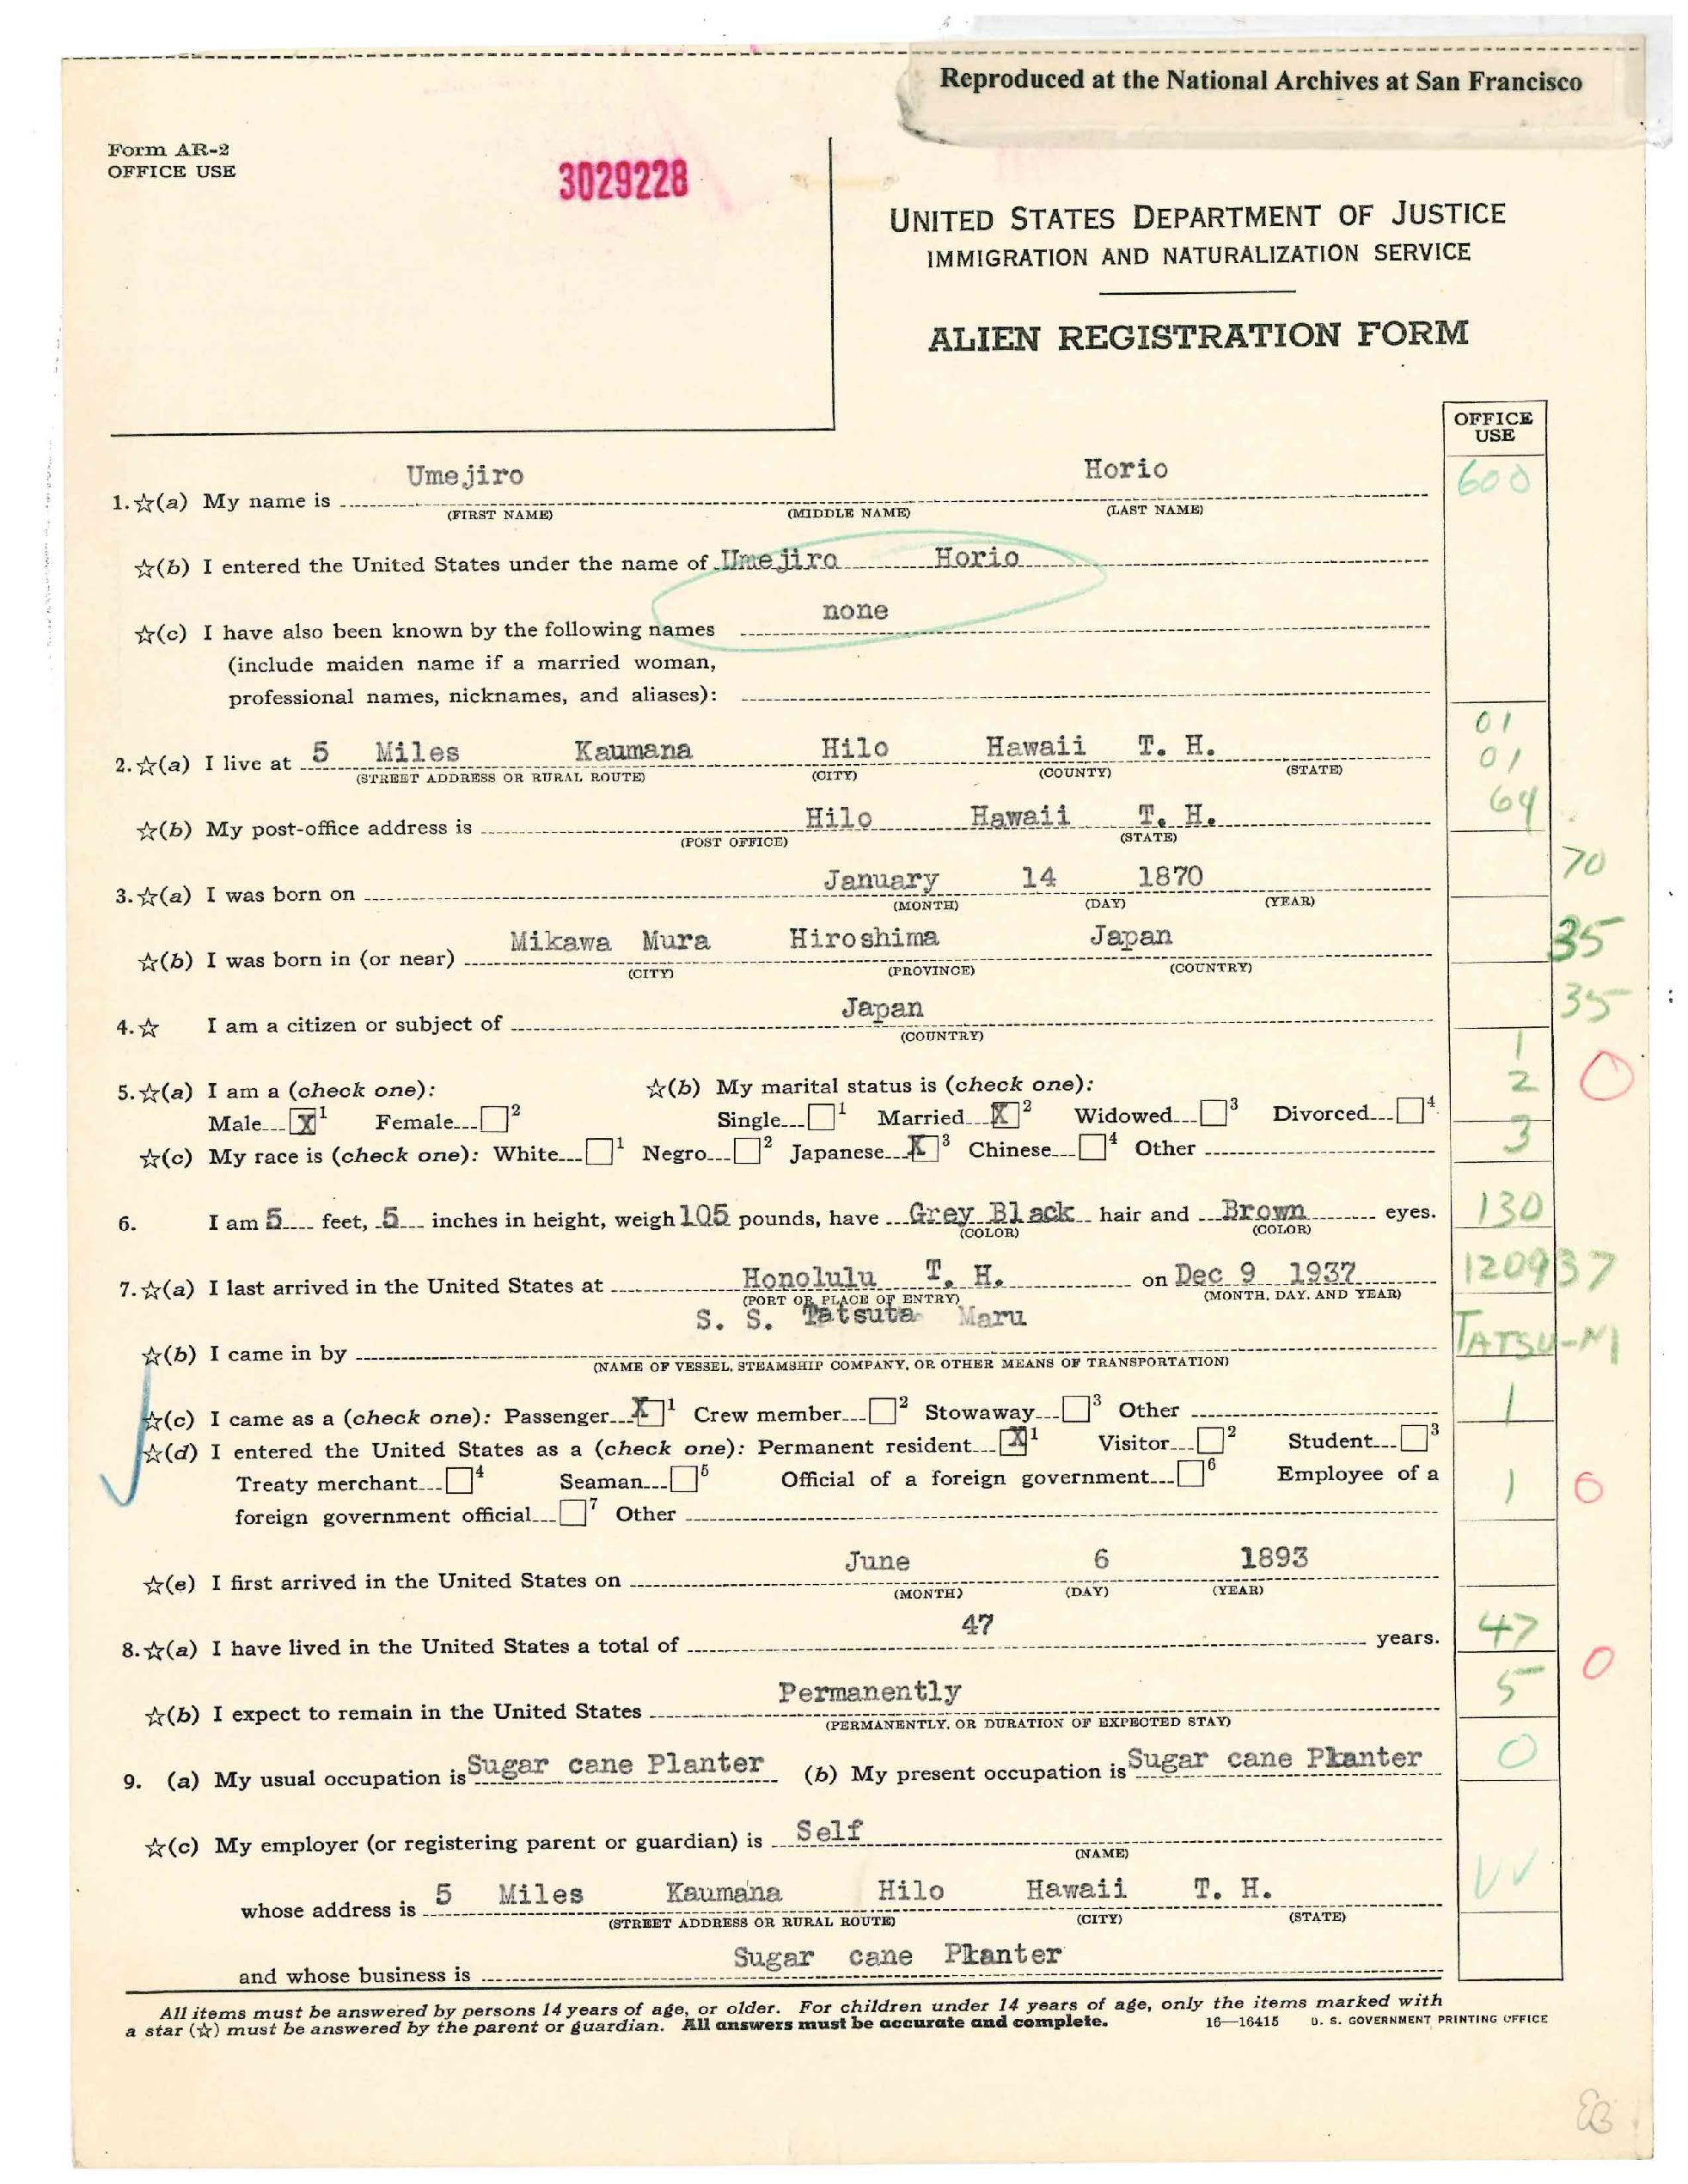 Reproduced at the National Archives at San Francisco
Form AR-2
OFFICE USE
3029228
UNITED STATES DEPARTMENT OF JUSTICE
IMMIGRATION AND NATURALIZATION SERVICE
ALIEN REGISTRATION FORM
OFFICE
USE
Umejiro Horio 600
1. ☆(a) My name is
(FIRST NAME) (MIDDLE NAME) (LAST NAME)
☆(b) I entered the United States under the name of Umejiro Horio
none
☆(c) I have also been known by the following names
(include maiden name if a married woman,
professional names, nicknames, and aliases):
01
2. ☆(a) I live at 5 Miles Kaumana Hilo Hawaii T. H. 01
(STREET ADDRESS OR RURAL ROUTE) (CITY) (COUNTY) (STATE)
☆(b) My post-office address is Hilo Hawaii T. H. 64
(POST OFFICE) (STATE)
3. ☆(a) I was born on January 14 1870 70
(MONTH) (DAY) (YEAR)
☆(b) I was born in (or near) Mikawa Mura Hiroshima Japan 35
(CITY) (PROVINCE) (COUNTRY)
4. ☆ I am a citizen or subject of Japan 35
(COUNTRY)
1
5. ☆(a) I am a (check one): ☆(b) My marital status is (check one): 2 0
Male X 1 Female 2 Single 1 Married X 2 Widowed 3 Divorced 4
☆(c) My race is (check one): White 1 Negro 2 Japanese X 3 Chinese 4 Other 3
6. I am 5 feet, 5 inches in height, weigh 105 pounds, have Grey Black hair and Brown eyes. 130
(COLOR) (COLOR)
7. ☆(a) I last arrived in the United States at Honolulu T. H. on Dec 9 1937 120937
(PORT OR PLACE OF ENTRY) (MONTH, DAY, AND YEAR)
S. S. Tatsuta Maru
☆(b) I came in by TATSU-M
(NAME OF VESSEL, STEAMSHIP COMPANY, OR OTHER MEANS OF TRANSPORTATION)
☆(c) I came as a (check one): Passenger X 1 Crew member 2 Stowaway 3 Other 1
☆(d) I entered the United States as a (check one): Permanent resident X 1 Visitor 2 Student 3
Treaty merchant 4 Seaman 5 Official of a foreign government 6 Employee of a 1 0
foreign government official 7 Other
☆(e) I first arrived in the United States on June 6 1893
(MONTH) (DAY) (YEAR)
8. ☆(a) I have lived in the United States a total of 47 years. 47
0
☆(b) I expect to remain in the United States Permanently 5
(PERMANENTLY, OR DURATION OF EXPECTED STAY)
9. (a) My usual occupation is Sugar cane Planter (b) My present occupation is Sugar cane Planter 0
☆(c) My employer (or registering parent or guardian) is Self
(NAME)
whose address is 5 Miles Kaumana Hilo Hawaii T. H. VV
(STREET ADDRESS OR RURAL ROUTE) (CITY) (STATE)
and whose business is Sugar cane Planter
All items must be answered by persons 14 years of age, or older. For children under 14 years of age, only the items marked with
a star (☆) must be answered by the parent or guardian. All answers must be accurate and complete. 16—16415 U. S. GOVERNMENT PRINTING OFFICE